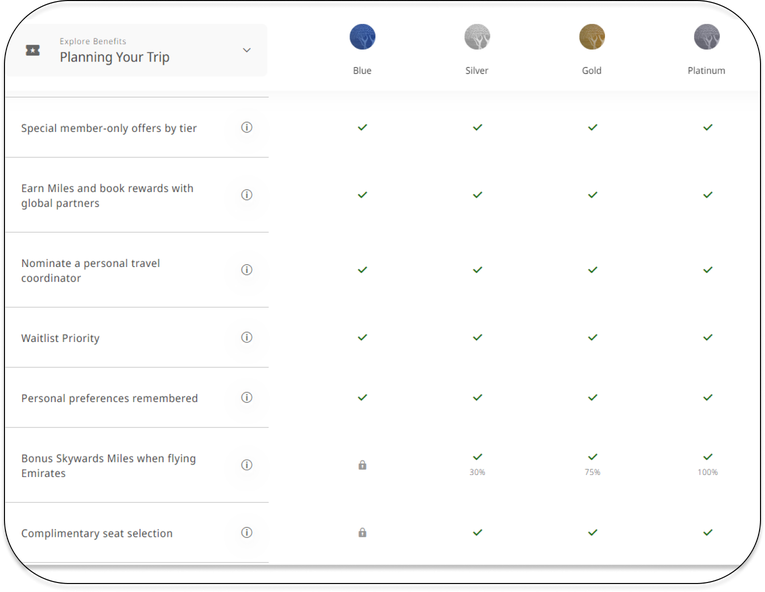 Explore Benefits
Planning Your Trip
Blue
Silver
Gold
Platinum
Special member-only offers by tier
Earn Miles and book rewards with
global partners
Nominate a personal travel
coordinator
Waitlist Priority
Personal preferences remembered
Bonus Skywards Miles when flying
Emirates
30%
75%
100%
Complimentary seat selection